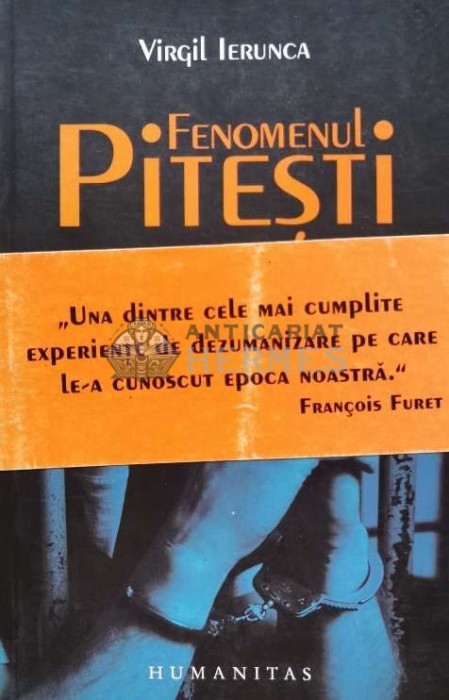 Virgil Ierunca
Fenomenul
Pitești
„Una dintre cele mai cumplite
experiențe de dezumanizare pe care
le-a cunoscut epoca noastră.“
François Furet
ANTICARIAT
HERMES
HUMANITAS